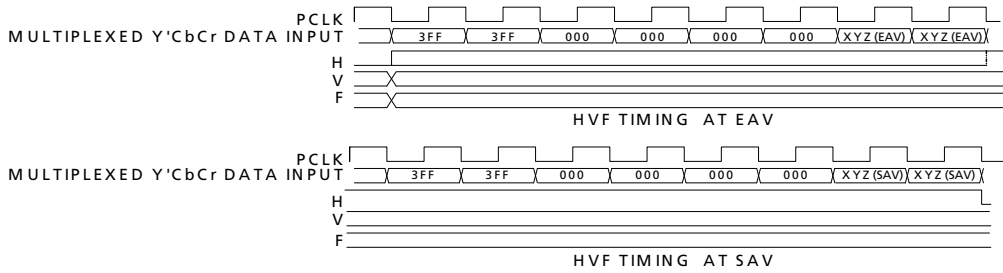 PCLK
MULTIPLEXED Y'CbCr DATA INPUT 3FF 3FF 000 000 000 000 XYZ (EAV) XYZ (EAV)
H
V
F
HVF TIMING AT EAV
PCLK
MULTIPLEXED Y'CbCr DATA INPUT 3FF 3FF 000 000 000 000 XYZ (SAV) XYZ (SAV)
H
V
F
HVF TIMING AT SAV